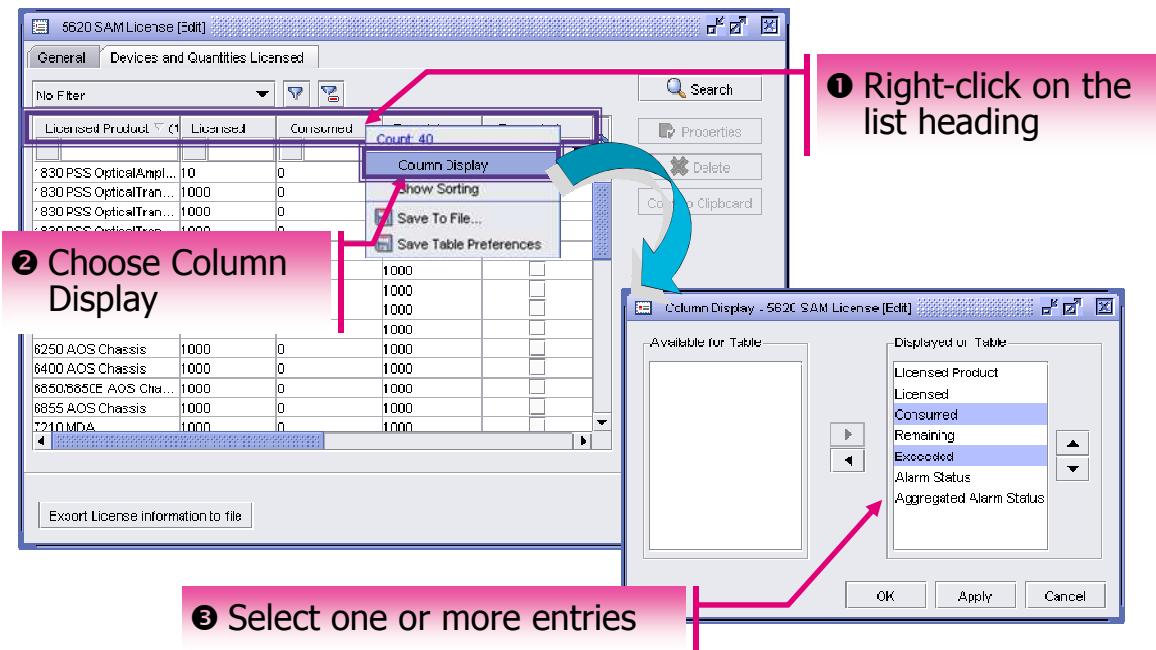 5620 SAM License [Edit]
General
Devices and Quantities Licensed
No Filter
Search
Licensed Product (1
Licensed
Consumed
Count: 40
Properties
Column Display
Delete
1830 PSS OpticalAmpl... 10 0
1830 PSS OpticalTran... 1000 0
Show Sorting
1830 PSS OpticalTran... 1000 0
Save To File...
1830 PSS OpticalTran... 1000 0
Save Table Preferences
1000
1000
1000
1000
6250 AOS Chassis 1000 0 1000
6400 AOS Chassis 1000 0 1000
6850/6850E AOS Cha... 1000 0 1000
6855 AOS Chassis 1000 0 1000
7210 MDA 1000 0 1000
Export License information to file
❶ Right-click on the
list heading
❷ Choose Column
Display
Column Display - 5620 SAM License [Edit]
Available for Table
Displayed on Table
Licensed Product
Licensed
Consumed
Remaining
Exceeded
Alarm Status
Aggregated Alarm Status
OK
Apply
Cancel
❸ Select one or more entries